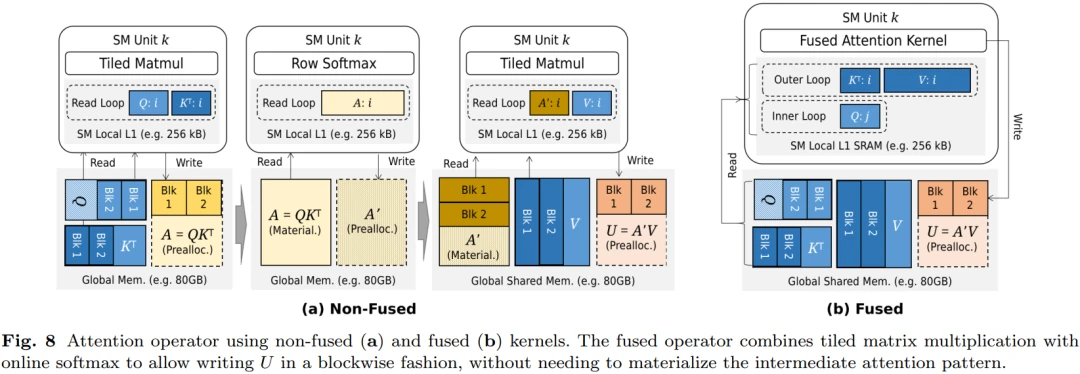 SM Unit k
Tiled Matmul
Read Loop
Q: i
Kᵀ: i
SM Local L1 (e.g. 256 kB)
Read
Write
Q
Blk 2
Blk 1
Blk 1
Blk 2
Kᵀ
Blk 1
Blk 2
A = QKᵀ
(Prealloc.)
Global Mem. (e.g. 80GB)
SM Unit k
Row Softmax
Read Loop
A: i
SM Local L1 (e.g. 256 kB)
Read
Write
A = QKᵀ
(Material.)
A′
(Prealloc.)
Global Mem. (e.g. 80GB)
SM Unit k
Tiled Matmul
Read Loop
A′: i
V: i
SM Local L1 (e.g. 256 kB)
Read
Write
Blk 1
Blk 2
A′
(Material.)
Blk 1
Blk 2
V
Blk 1
Blk 2
U = A′V
(Prealloc.)
Global Shared Mem. (e.g. 80GB)
(a) Non-Fused
SM Unit k
Fused Attention Kernel
Outer Loop
Kᵀ: i
V: i
Inner Loop
Q: j
SM Local L1 SRAM (e.g. 256 kB)
Read
Write
Q
Blk 2
Blk 1
Blk 1
Blk 2
Kᵀ
Blk 1
Blk 2
V
Blk 1
Blk 2
U = A′V
(Prealloc.)
Global Shared Mem. (e.g. 80GB)
(b) Fused
Fig. 8 Attention operator using non-fused (a) and fused (b) kernels. The fused operator combines tiled matrix multiplication with
online softmax to allow writing U in a blockwise fashion, without needing to materialize the intermediate attention pattern.